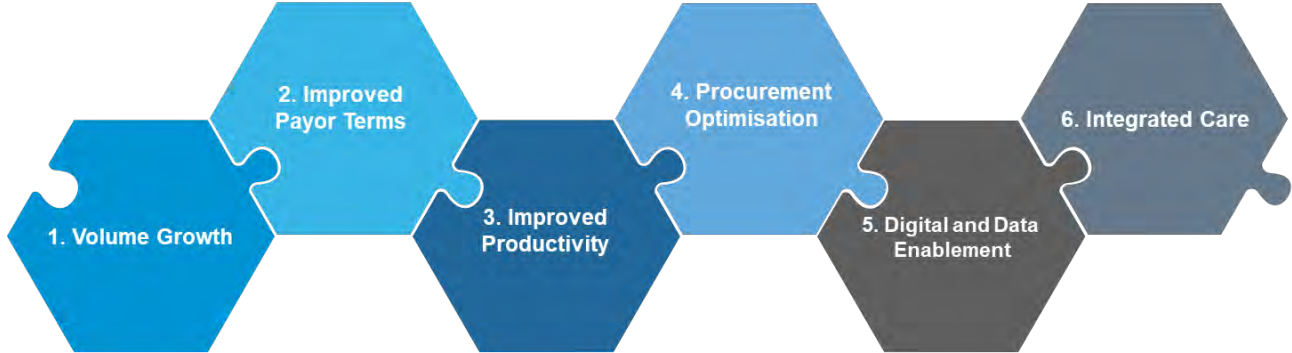 1. Volume Growth
2. Improved
Payor Terms
3. Improved
Productivity
4. Procurement
Optimisation
5. Digital and Data
Enablement
6. Integrated Care